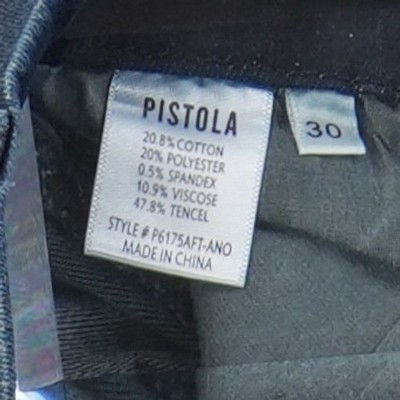 PISTOLA
20.8% COTTON
20% POLYESTER
0.5% SPANDEX
10.9% VISCOSE
47.8% TENCEL
STYLE # P6175AFT-ANO
MADE IN CHINA
30